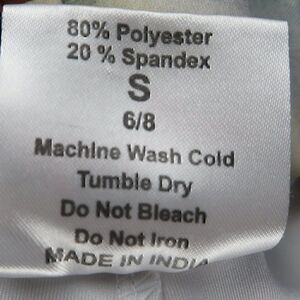 80% Polyester
20 % Spandex
S
6/8
Machine Wash Cold
Tumble Dry
Do Not Bleach
Do Not Iron
MADE IN INDIA